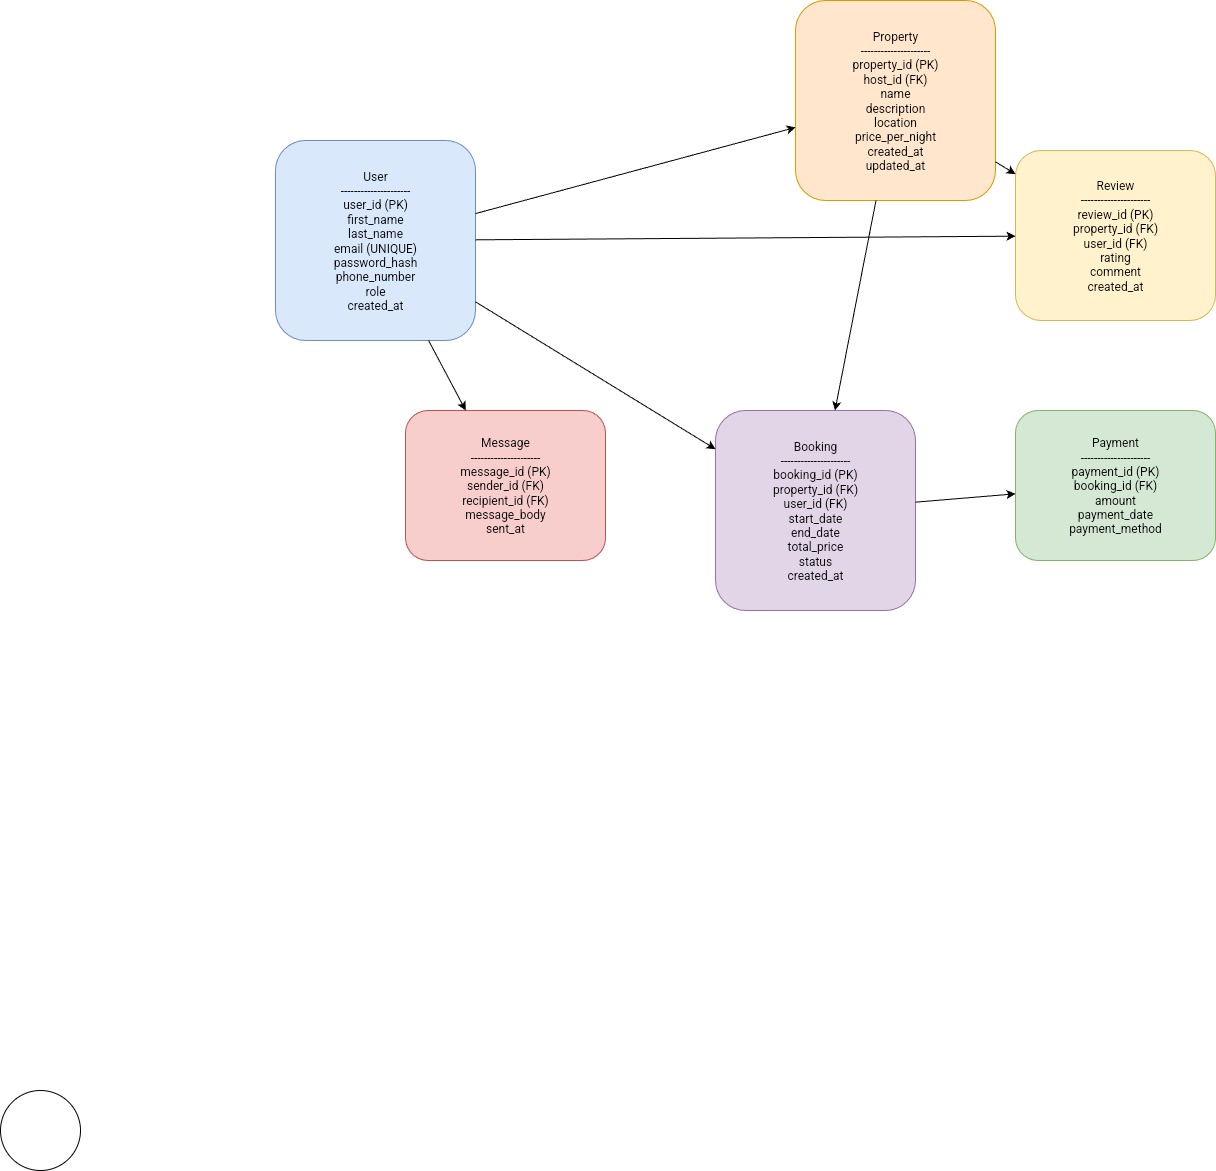 Property
---------------------
property_id (PK)
host_id (FK)
name
description
location
price_per_night
created_at
updated_at
User
---------------------
user_id (PK)
first_name
last_name
email (UNIQUE)
password_hash
phone_number
role
created_at
Review
---------------------
review_id (PK)
property_id (FK)
user_id (FK)
rating
comment
created_at
Message
---------------------
message_id (PK)
sender_id (FK)
recipient_id (FK)
message_body
sent_at
Booking
---------------------
booking_id (PK)
property_id (FK)
user_id (FK)
start_date
end_date
total_price
status
created_at
Payment
---------------------
payment_id (PK)
booking_id (FK)
amount
payment_date
payment_method